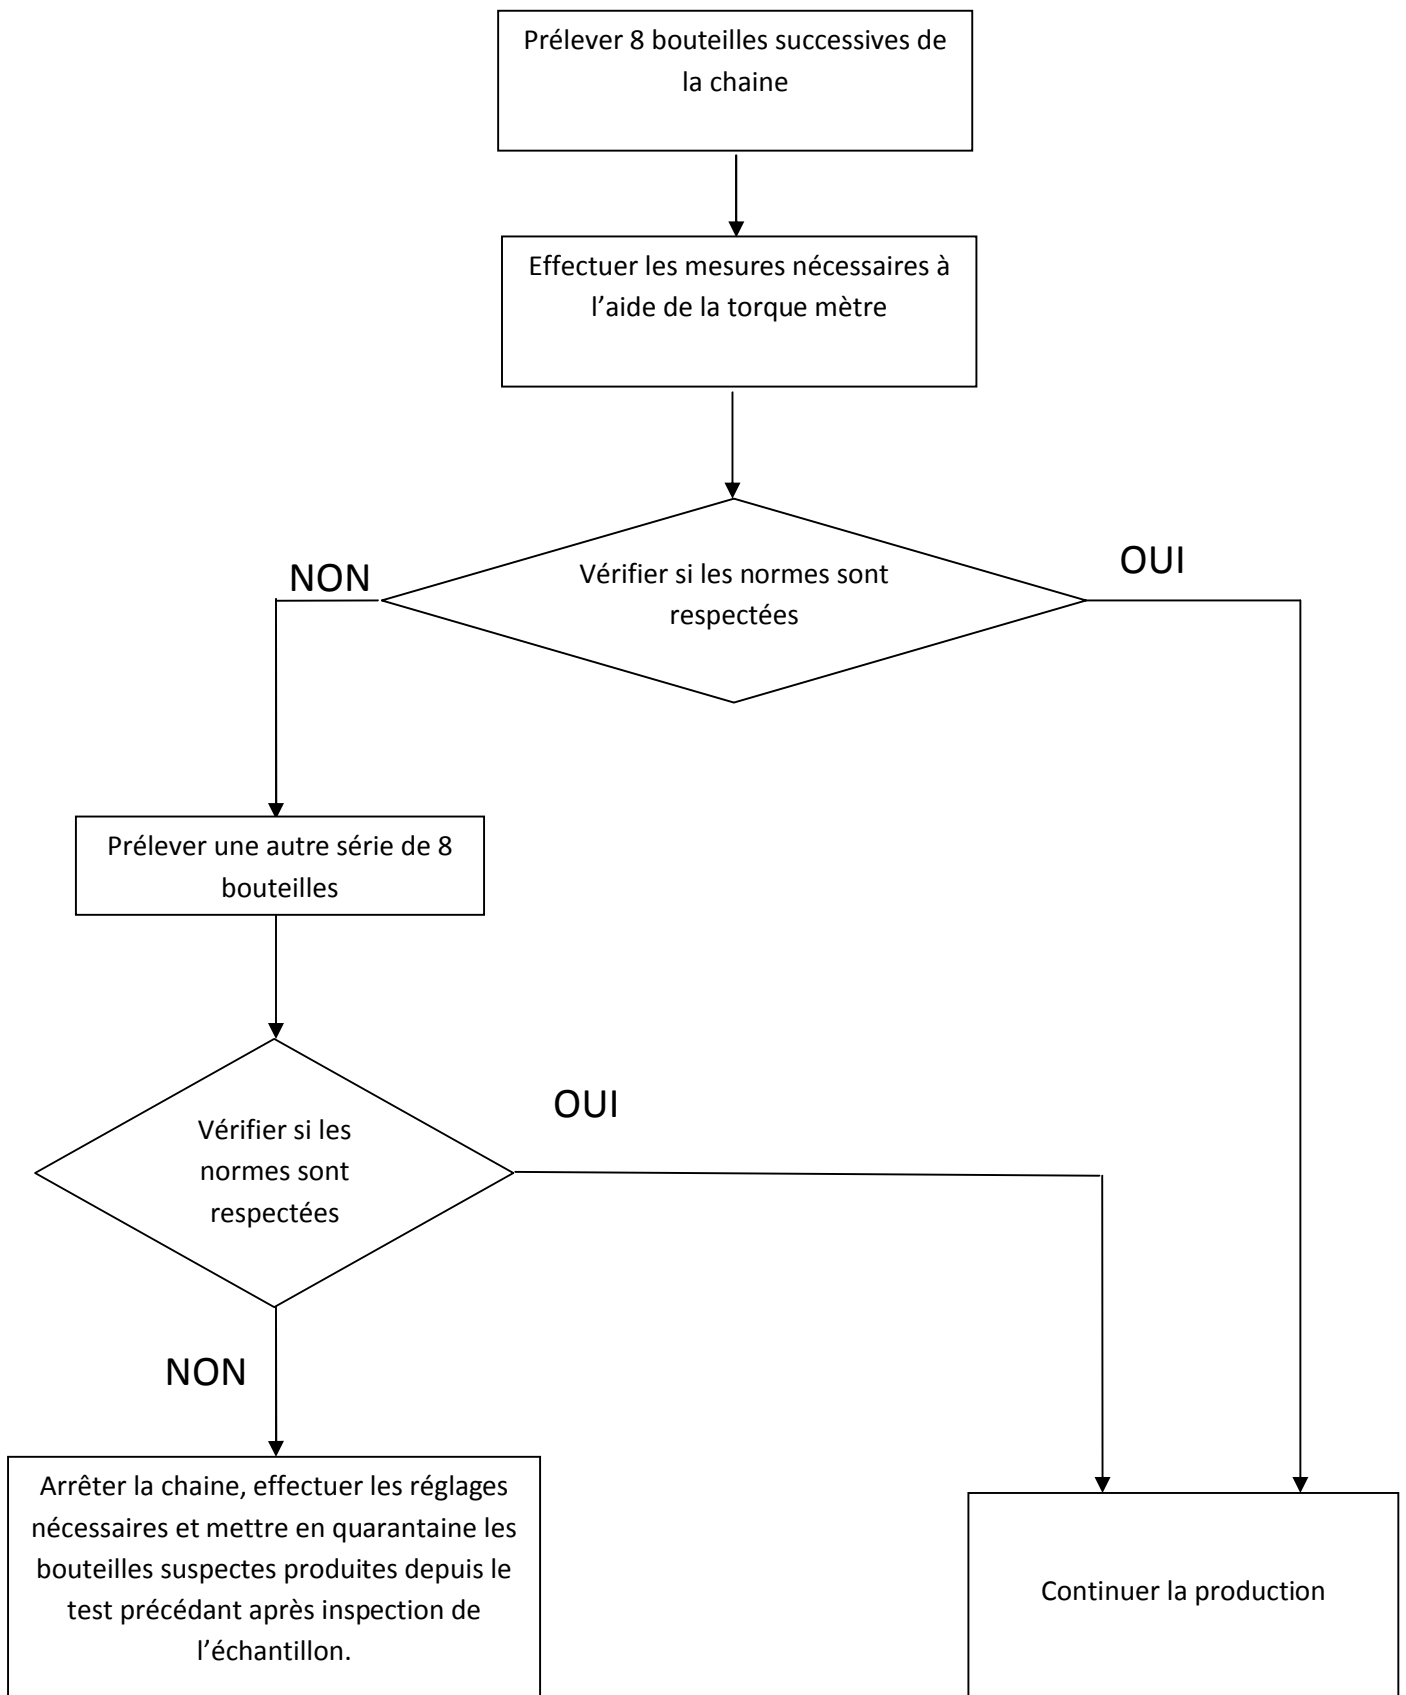 Prélever 8 bouteilles successives de
la chaine
Effectuer les mesures nécessaires à
l’aide de la torque mètre
NON
Vérifier si les normes sont
respectées
OUI
Prélever une autre série de 8
bouteilles
Vérifier si les
normes sont
respectées
OUI
NON
Arrêter la chaine, effectuer les réglages
nécessaires et mettre en quarantaine les
bouteilles suspectes produites depuis le
test précédant après inspection de
l’échantillon.
Continuer la production